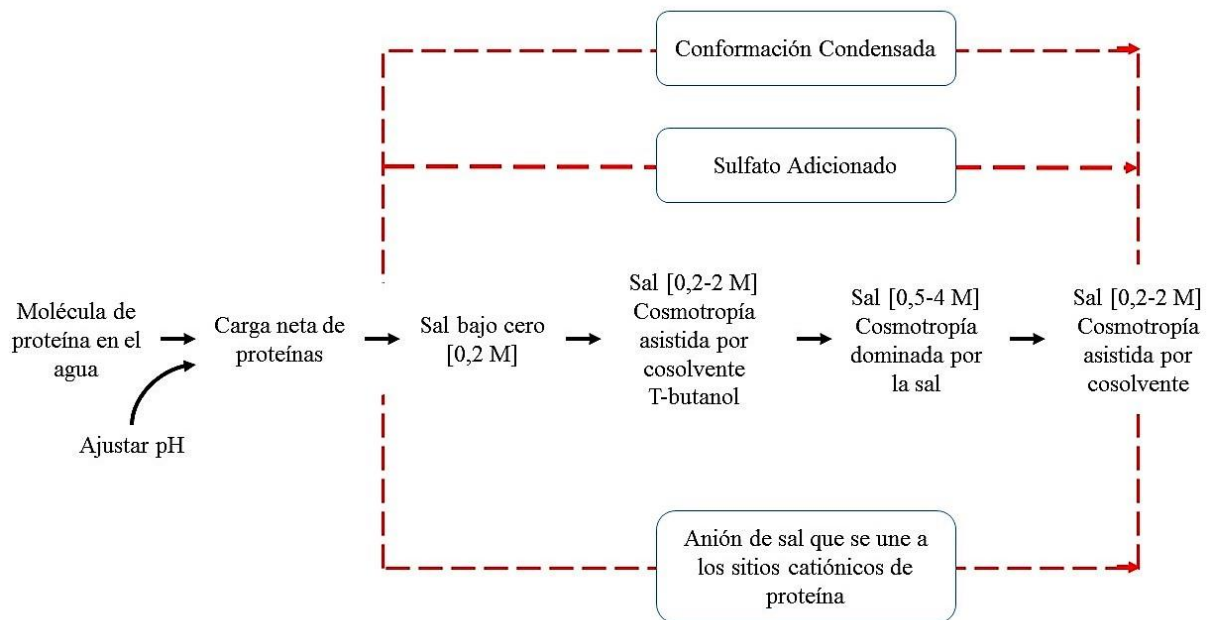 Conformación Condensada
Sulfato Adicionado
Molécula de
proteína en el
agua
Ajustar pH
Carga neta de
proteínas
Sal bajo cero
[0,2 M]
Sal [0,2-2 M]
Cosmotropía
asistida por
cosolvente
T-butanol
Sal [0,5-4 M]
Cosmotropía
dominada por
la sal
Sal [0,2-2 M]
Cosmotropía
asistida por
cosolvente
Anión de sal que se une a
los sitios catiónicos de
proteína